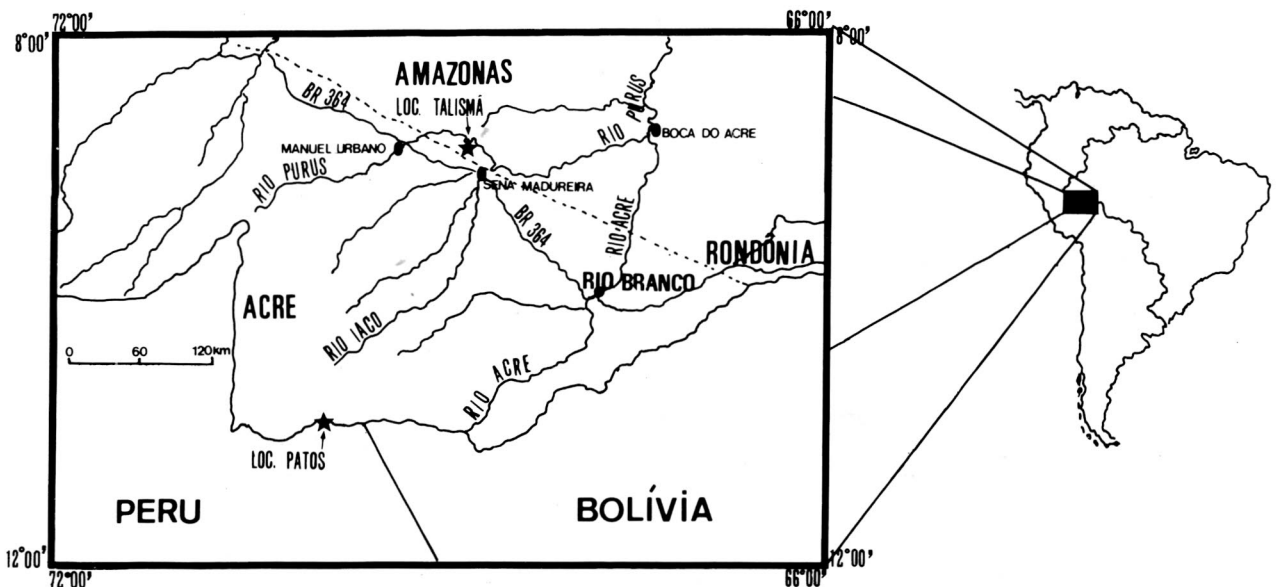 72°00'
66°00'
8°00'
8°00'
AMAZONAS
LOC. TALISMÃ
BR 364
RIO PURUS
BOCA DO ACRE
MANUEL URBANO
RIO PURUS
SENA MADUREIRA
RIO PURUS
BR 364
RIO ACRE
RONDÔNIA
RIO BRANCO
ACRE
RIO IACO
0 60 120km
RIO ACRE
LOC. PATOS
PERU
BOLÍVIA
12°00'
12°00'
72°00'
66°00'